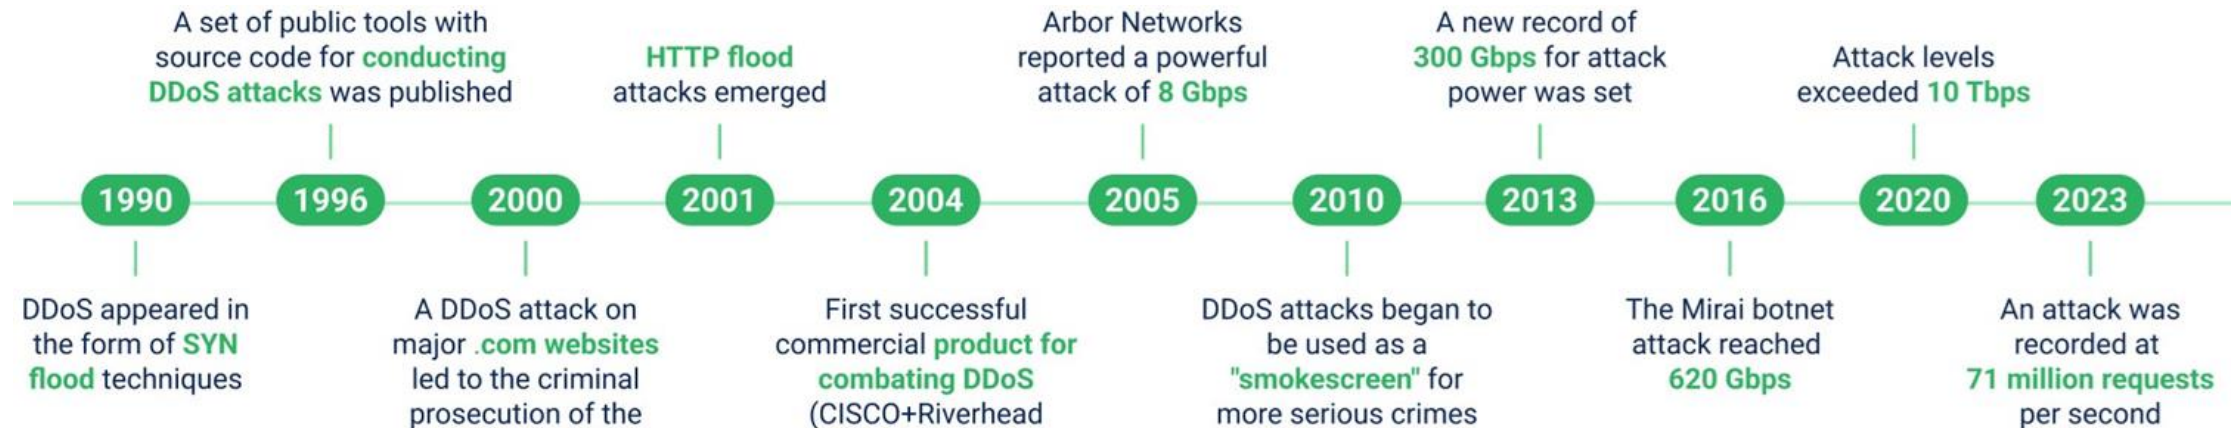 A set of public tools with
source code for conducting
DDoS attacks was published
HTTP flood
attacks emerged
Arbor Networks
reported a powerful
attack of 8 Gbps
A new record of
300 Gbps for attack
power was set
Attack levels
exceeded 10 Tbps
1990 1996 2000 2001 2004 2005 2010 2013 2016 2020 2023
DDoS appeared in
the form of SYN
flood techniques
A DDoS attack on
major .com websites
led to the criminal
prosecution of the
First successful
commercial product for
combating DDoS
(CISCO+Riverhead
DDoS attacks began to
be used as a
"smokescreen" for
more serious crimes
The Mirai botnet
attack reached
620 Gbps
An attack was
recorded at
71 million requests
per second